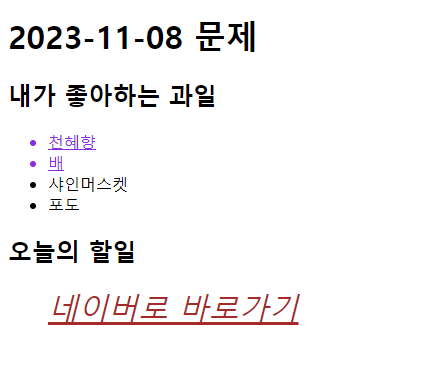 2023-11-08 문제
내가 좋아하는 과일
천혜향
배
샤인머스켓
포도
오늘의 할일
네이버로 바로가기